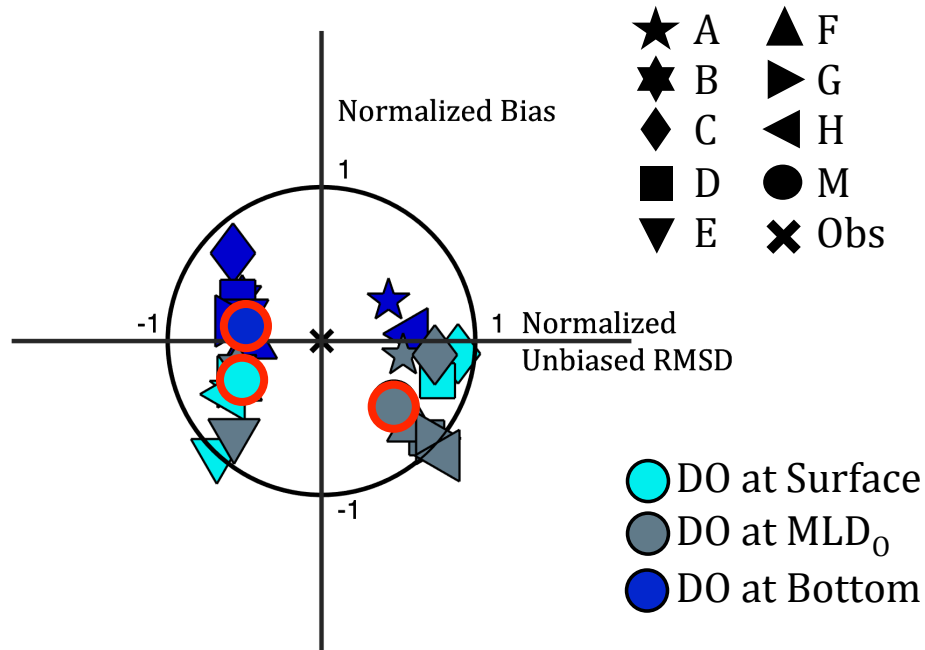 A F
B G
Normalized Bias
C H
1
D M
E Obs
-1
1 Normalized
Unbiased RMSD
DO at Surface
-1
DO at MLD₀
DO at Bottom